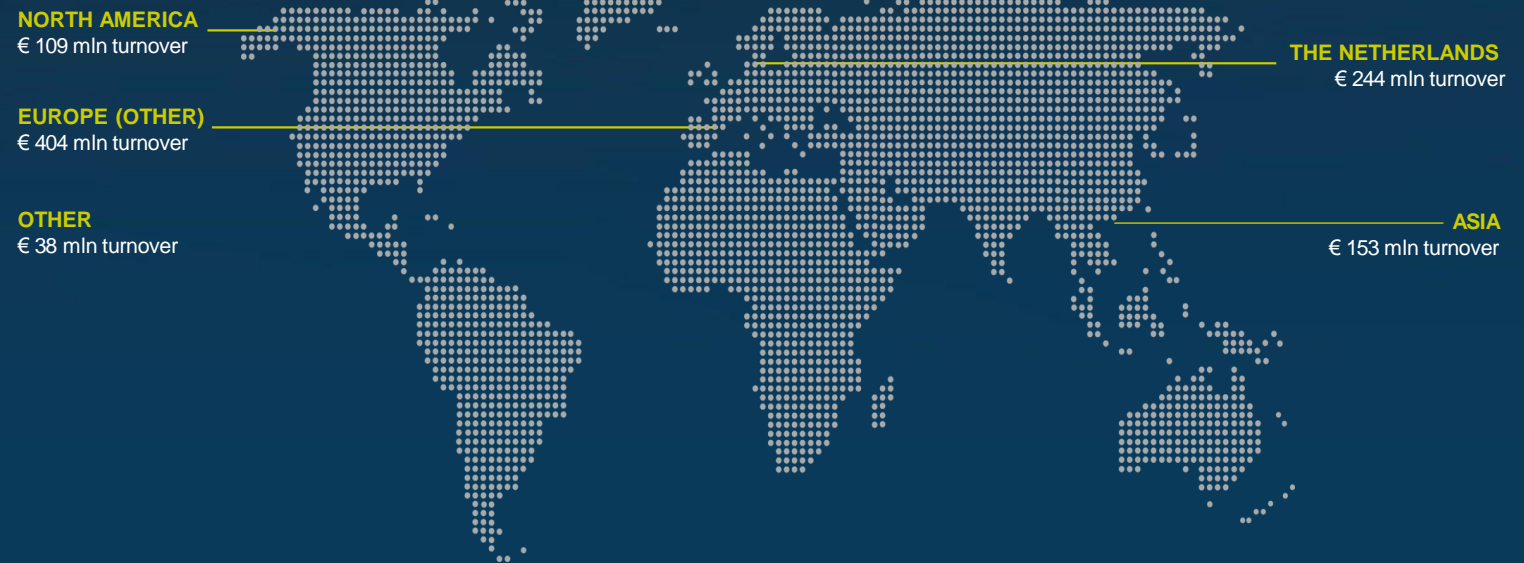 NORTH AMERICA
€ 109 mln turnover
EUROPE (OTHER)
€ 404 mln turnover
OTHER
€ 38 mln turnover
THE NETHERLANDS
€ 244 mln turnover
ASIA
€ 153 mln turnover